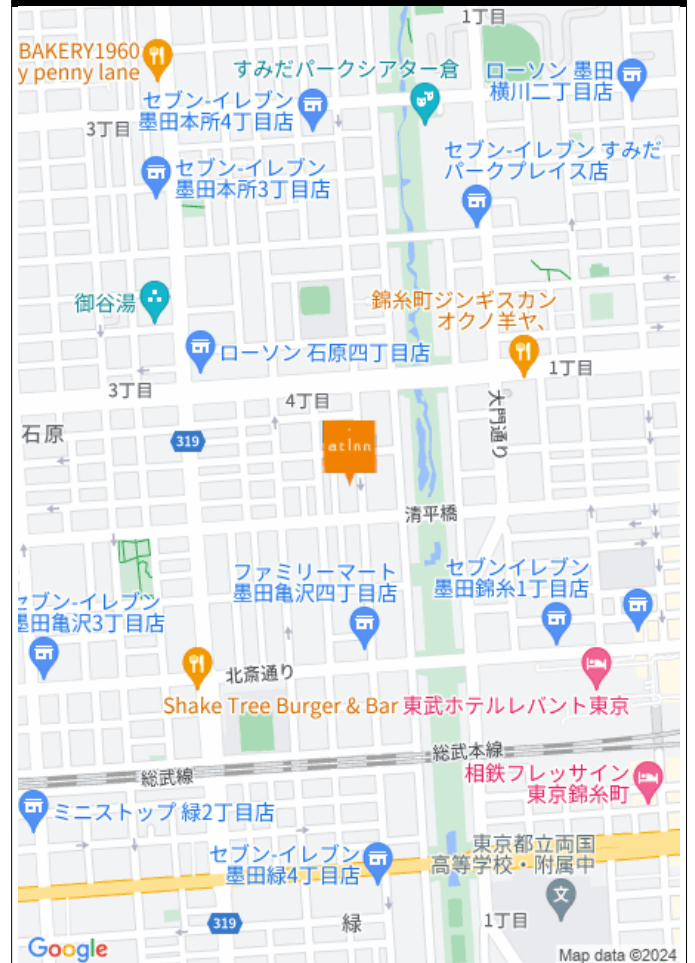 1丁目
BAKERY1960
y penny lane
すみだパークシアター倉
ローソン 墨田
横川二丁目店
セブン-イレブン
墨田本所4丁目店
3丁目
セブン-イレブン すみだ
パークプレイス店
セブン-イレブン
墨田本所3丁目店
御谷湯
錦糸町ジンギスカン
オクノ羊ヤ、
ローソン 石原四丁目店
1丁目
3丁目
4丁目
大門通り
石原
319
at Inn
清平橋
ファミリーマート
墨田亀沢四丁目店
セブンイレブン
墨田錦糸1丁目店
セブン-イレブン
墨田亀沢3丁目店
北斎通り
Shake Tree Burger & Bar
東武ホテルレバント東京
総武本線
総武線
相鉄フレッサイン
東京錦糸町
ミニストップ 緑2丁目店
東京都立両国
高等学校・附属中
セブン-イレブン
墨田緑4丁目店
319
緑
1丁目
Google
Map data ©2024